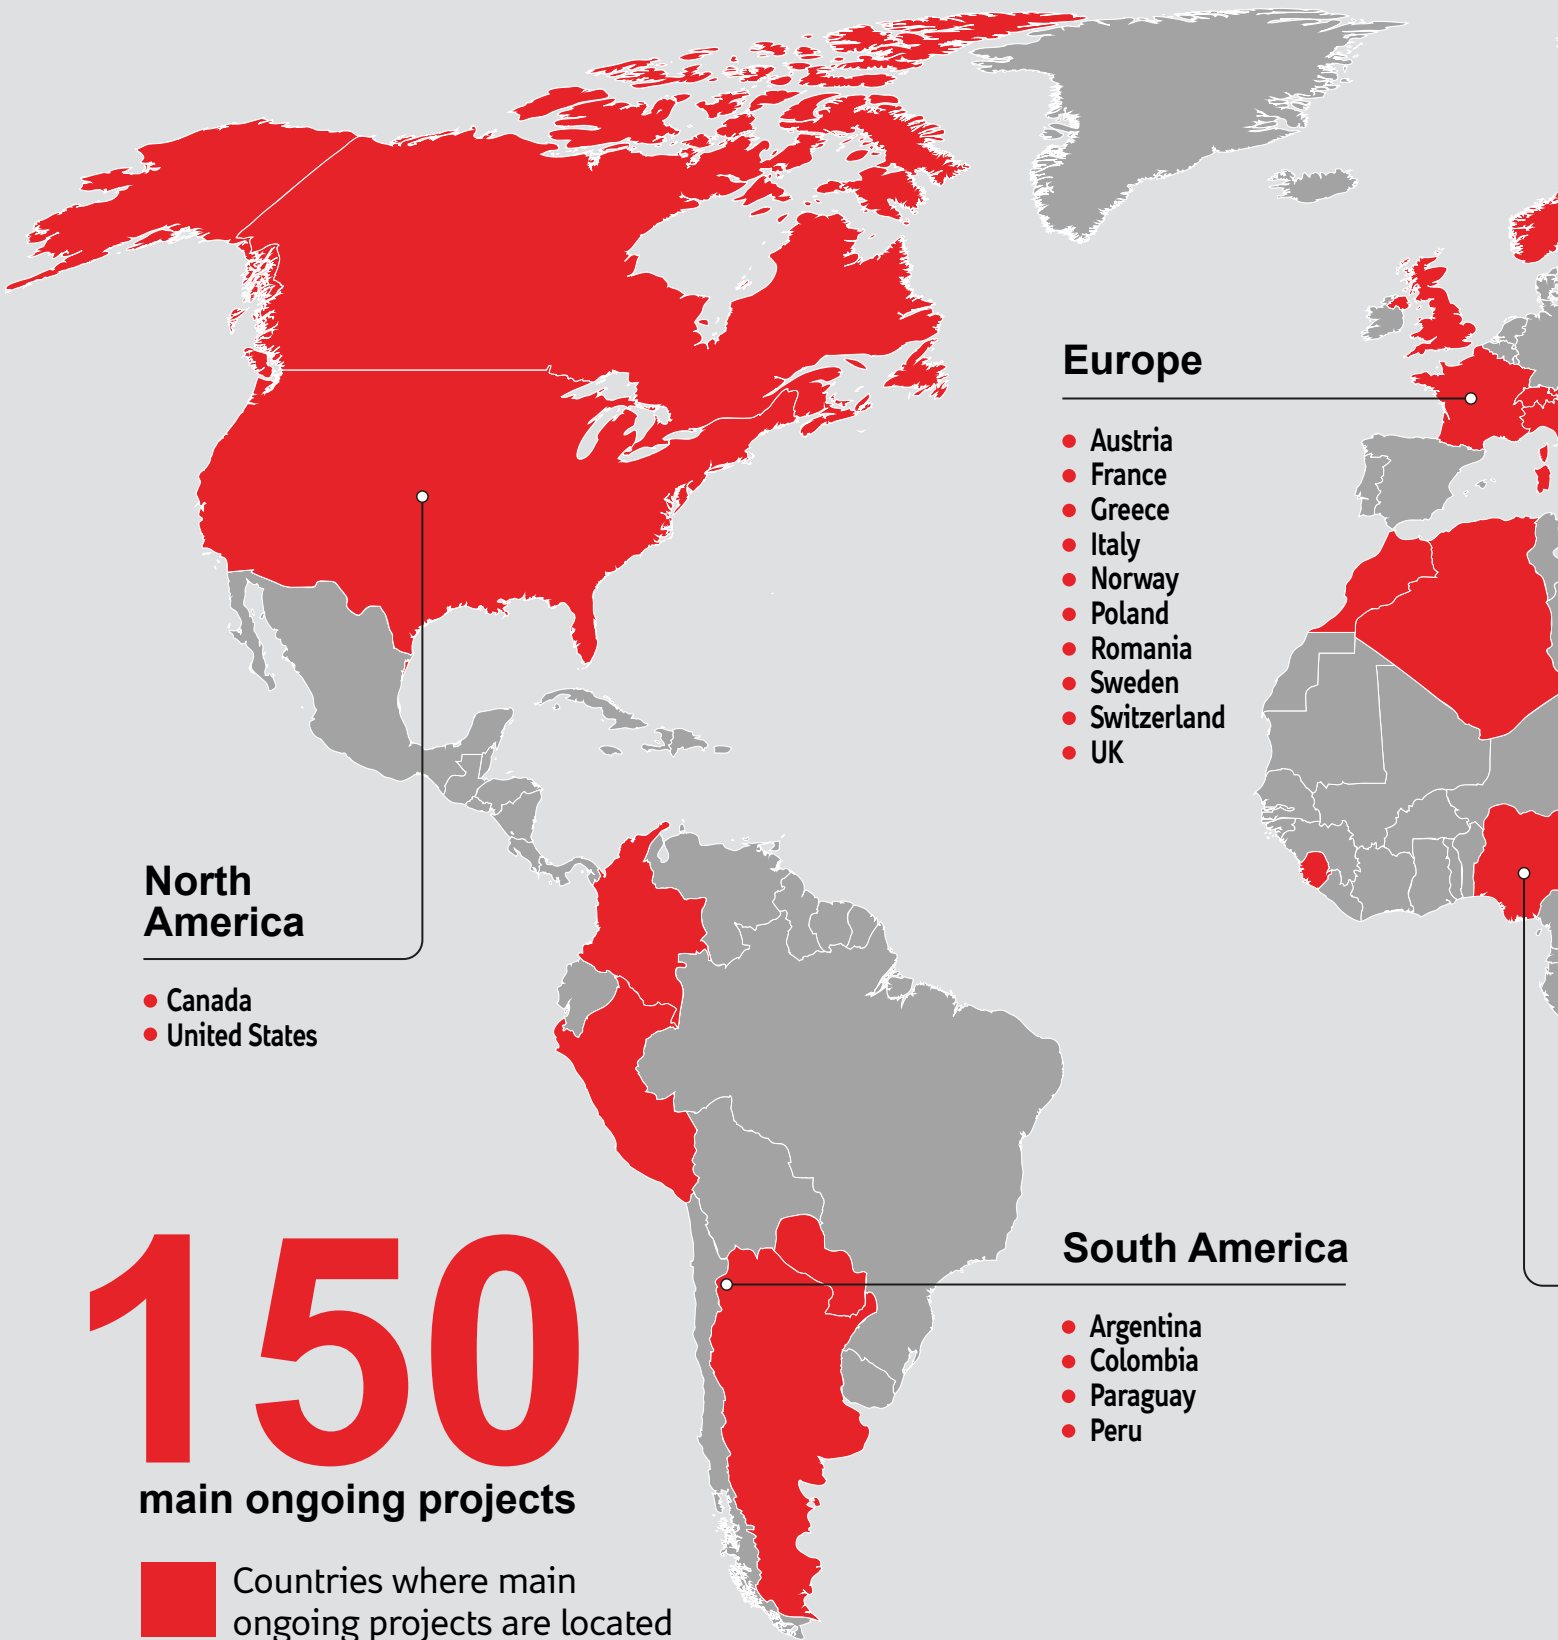 Europe
Austria
France
Greece
Italy
Norway
Poland
Romania
Sweden
Switzerland
UK
North
America
Canada
United States
South America
Argentina
Colombia
Paraguay
Peru
150
main ongoing projects
Countries where main
ongoing projects are located